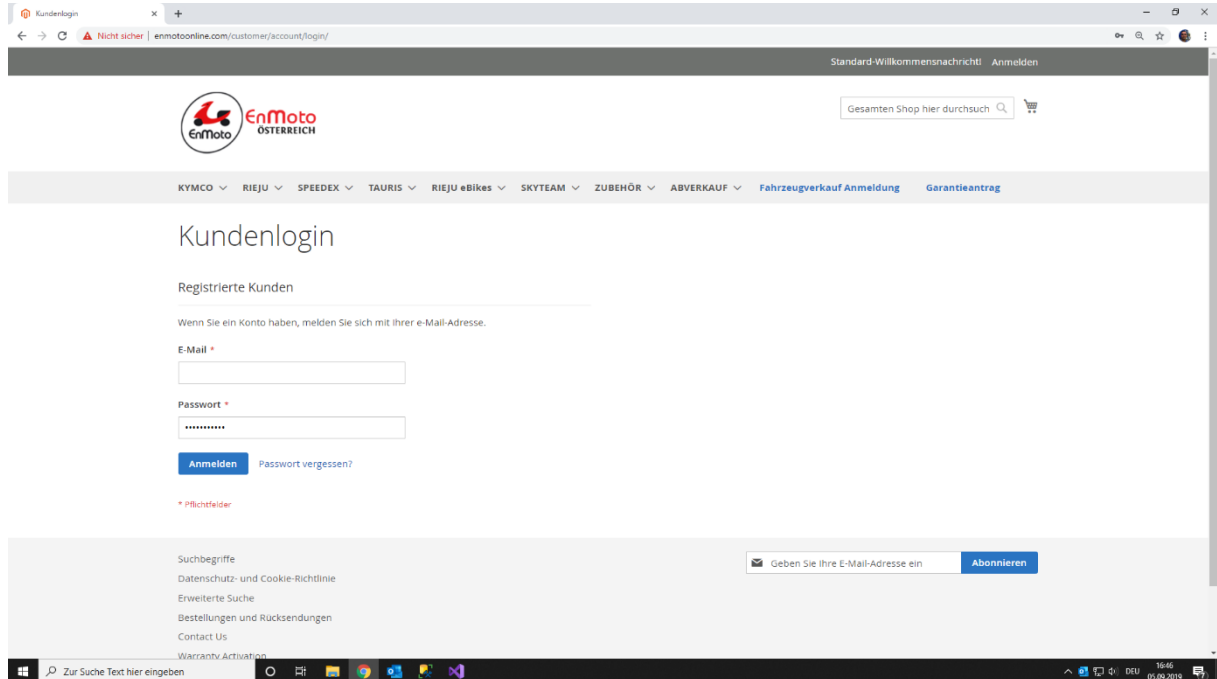 Kundenlogin
Nicht sicher | enmotoonline.com/customer/account/login/
Standard-Willkommensnachricht! Anmelden
EnMoto
EnMoto
ÖSTERREICH
Gesamten Shop hier durchsuch
KYMCO RIEJU SPEEDEX TAURIS RIEJU eBikes SKYTEAM ZUBEHÖR ABVERKAUF Fahrzeugverkauf Anmeldung Garantieantrag
Kundenlogin
Registrierte Kunden
Wenn Sie ein Konto haben, melden Sie sich mit Ihrer e-Mail-Adresse.
E-Mail *
Passwort *
•••••••••••
Anmelden Passwort vergessen?
* Pflichtfelder
Suchbegriffe
Geben Sie Ihre E-Mail-Adresse ein Abonnieren
Datenschutz- und Cookie-Richtlinie
Erweiterte Suche
Bestellungen und Rücksendungen
Contact Us
Warranty Activation
Zur Suche Text hier eingeben
DEU
16:46
05.09.2019